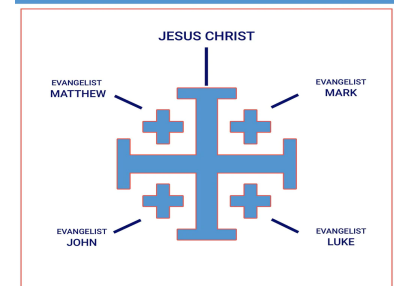 JESUS CHRIST
EVANGELIST
MATTHEW
EVANGELIST
MARK
EVANGELIST
JOHN
EVANGELIST
LUKE